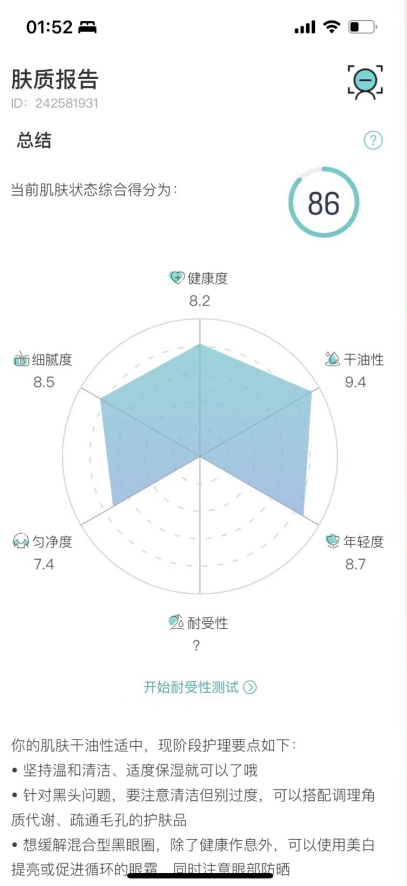 01:52
肤质报告
ID: 242581931
总结
?
当前肌肤状态综合得分为:
86
健康度
8.2
细腻度
8.5
干油性
9.4
匀净度
7.4
年轻度
8.7
耐受性
?
开始耐受性测试
你的肌肤干油性适中，现阶段护理要点如下:
• 坚持温和清洁、适度保湿就可以了哦
• 针对黑头问题，要注意清洁但别过度，可以搭配调理角
质代谢、疏通毛孔的护肤品
• 想缓解混合型黑眼圈，除了健康作息外，可以使用美白
提亮或促进循环的眼霜，同时注意眼部防晒